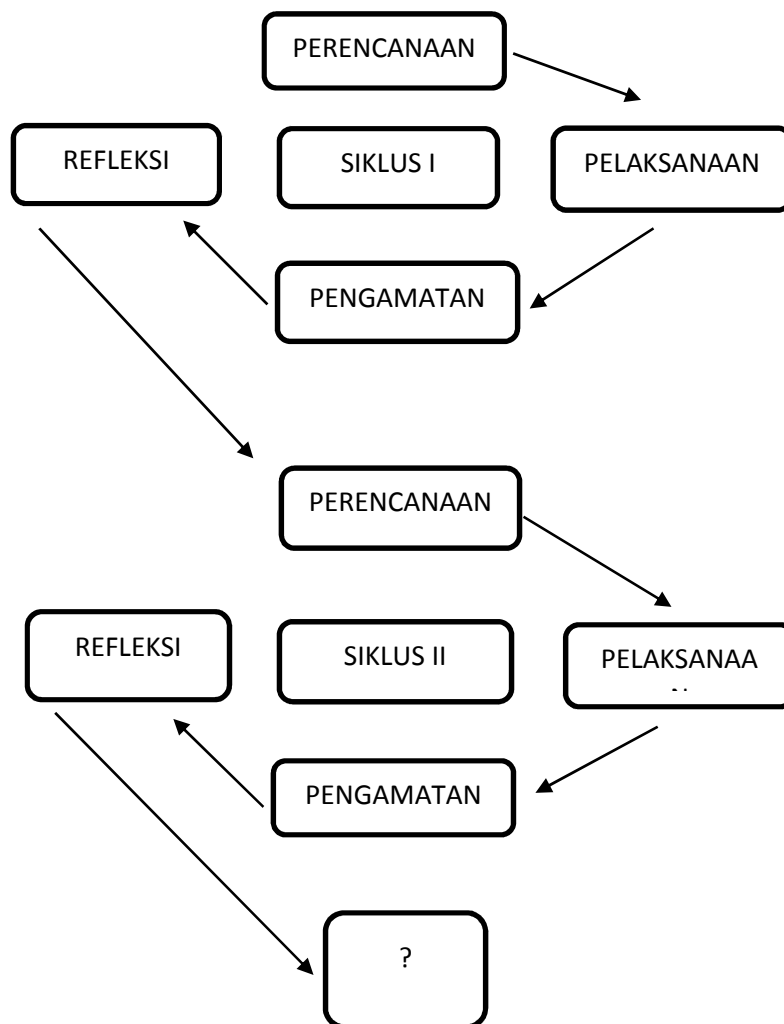 PERENCANAAN
REFLEKSI
SIKLUS I
PELAKSANAAN
PENGAMATAN
PERENCANAAN
REFLEKSI
SIKLUS II
PELAKSANAA
PENGAMATAN
?